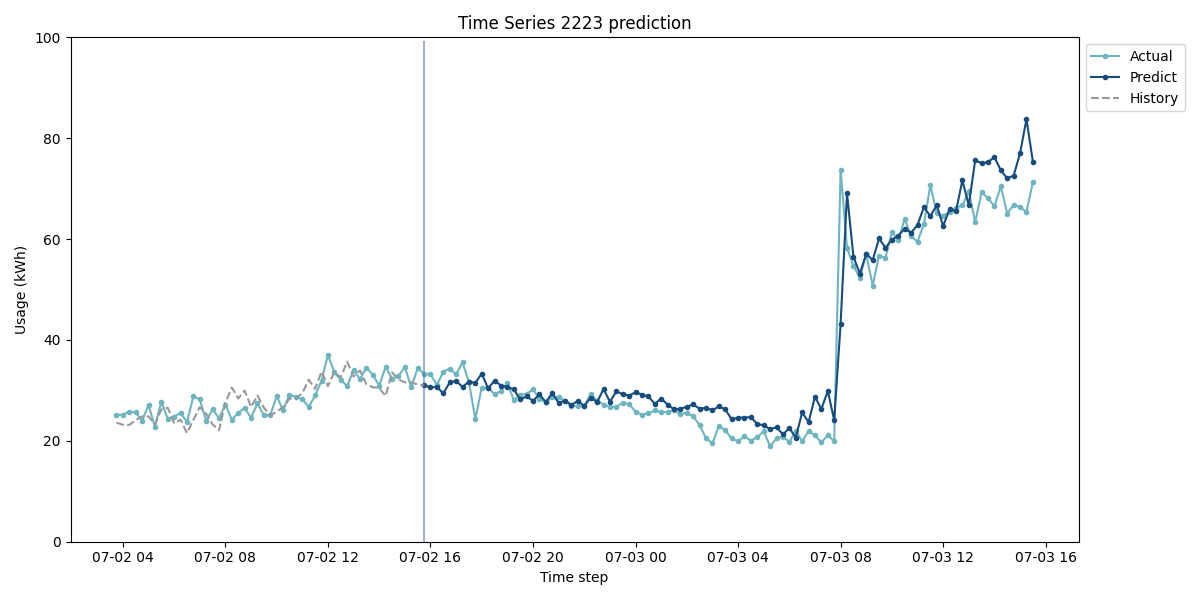 Time Series 2223 prediction
100
80
60
40
20
0
Usage (kWh)
07-02 04
07-02 08
07-02 12
07-02 16
07-02 20
07-03 00
07-03 04
07-03 08
07-03 12
07-03 16
Time step
Actual
Predict
History